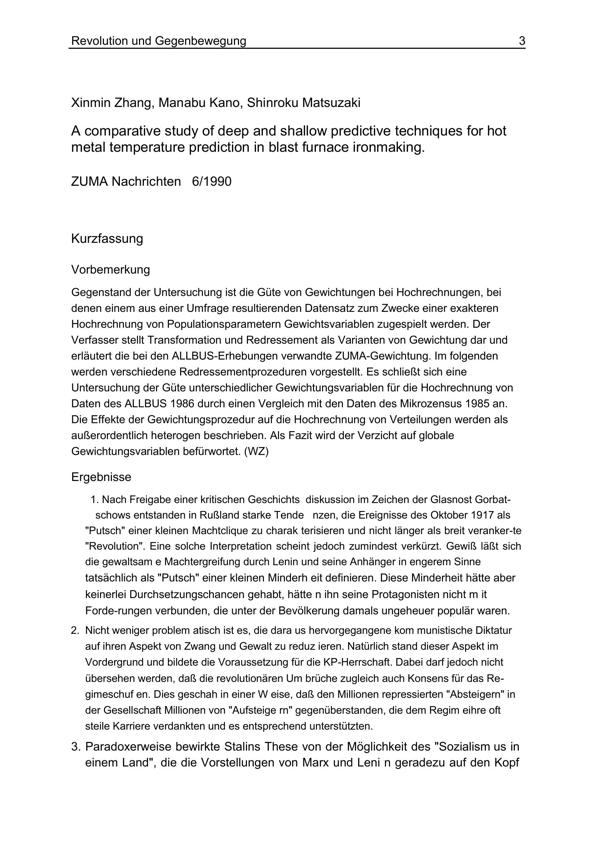 Revolution und Gegenbewegung 3
Xinmin Zhang, Manabu Kano, Shinroku Matsuzaki
A comparative study of deep and shallow predictive techniques for hot
metal temperature prediction in blast furnace ironmaking.
ZUMA Nachrichten 6/1990
Kurzfassung
Vorbemerkung
Gegenstand der Untersuchung ist die Güte von Gewichtungen bei Hochrechnungen, bei
denen einem aus einer Umfrage resultierenden Datensatz zum Zwecke einer exakteren
Hochrechnung von Populationsparametern Gewichtsvariablen zugespielt werden. Der
Verfasser stellt Transformation und Redressement als Varianten von Gewichtung dar und
erläutert die bei den ALLBUS-Erhebungen verwandte ZUMA-Gewichtung. Im folgenden
werden verschiedene Redressementprozeduren vorgestellt. Es schließt sich eine
Untersuchung der Güte unterschiedlicher Gewichtungsvariablen für die Hochrechnung von
Daten des ALLBUS 1986 durch einen Vergleich mit den Daten des Mikrozensus 1985 an.
Die Effekte der Gewichtungsprozedur auf die Hochrechnung von Verteilungen werden als
außerordentlich heterogen beschrieben. Als Fazit wird der Verzicht auf globale
Gewichtungsvariablen befürwortet. (WZ)
Ergebnisse
1. Nach Freigabe einer kritischen Geschichts diskussion im Zeichen der Glasnost Gorbat-
schows entstanden in Rußland starke Tende nzen, die Ereignisse des Oktober 1917 als
"Putsch" einer kleinen Machtclique zu charak terisieren und nicht länger als breit veranker-te
"Revolution". Eine solche Interpretation scheint jedoch zumindest verkürzt. Gewiß läßt sich
die gewaltsam e Machtergreifung durch Lenin und seine Anhänger in engerem Sinne
tatsächlich als "Putsch" einer kleinen Minderh eit definieren. Diese Minderheit hätte aber
keinerlei Durchsetzungschancen gehabt, hätte n ihn seine Protagonisten nicht m it
Forde-rungen verbunden, die unter der Bevölkerung damals ungeheuer populär waren.
2. Nicht weniger problem atisch ist es, die dara us hervorgegangene kom munistische Diktatur
auf ihren Aspekt von Zwang und Gewalt zu reduz ieren. Natürlich stand dieser Aspekt im
Vordergrund und bildete die Voraussetzung für die KP-Herrschaft. Dabei darf jedoch nicht
übersehen werden, daß die revolutionären Um brüche zugleich auch Konsens für das Re-
gimeschuf en. Dies geschah in einer W eise, daß den Millionen repressierten "Absteigern" in
der Gesellschaft Millionen von "Aufsteige rn" gegenüberstanden, die dem Regim eihre oft
steile Karriere verdankten und es entsprechend unterstützten.
3. Paradoxerweise bewirkte Stalins These von der Möglichkeit des "Sozialism us in
einem Land", die die Vorstellungen von Marx und Leni n geradezu auf den Kopf